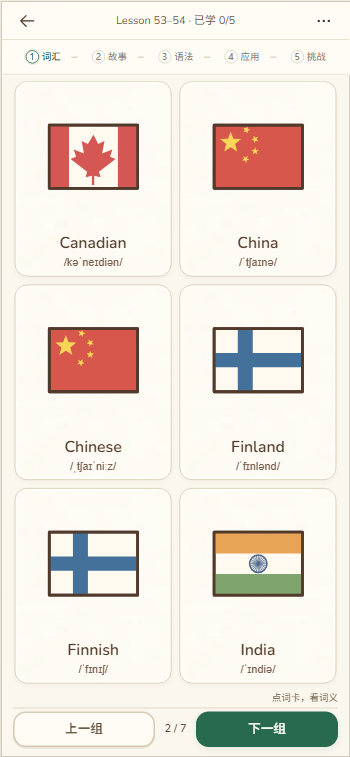 Lesson 53–54 · 已学 0/5
1 词汇 – 2 故事 – 3 语法 – 4 应用 – 5 挑战
Canadian
/kəˈneɪdiən/
China
/ˈtʃaɪnə/
Chinese
/ˌtʃaɪˈniːz/
Finland
/ˈfɪnlənd/
Finnish
/ˈfɪnɪʃ/
India
/ˈɪndiə/
点词卡，看词义
上一组
2 / 7
下一组